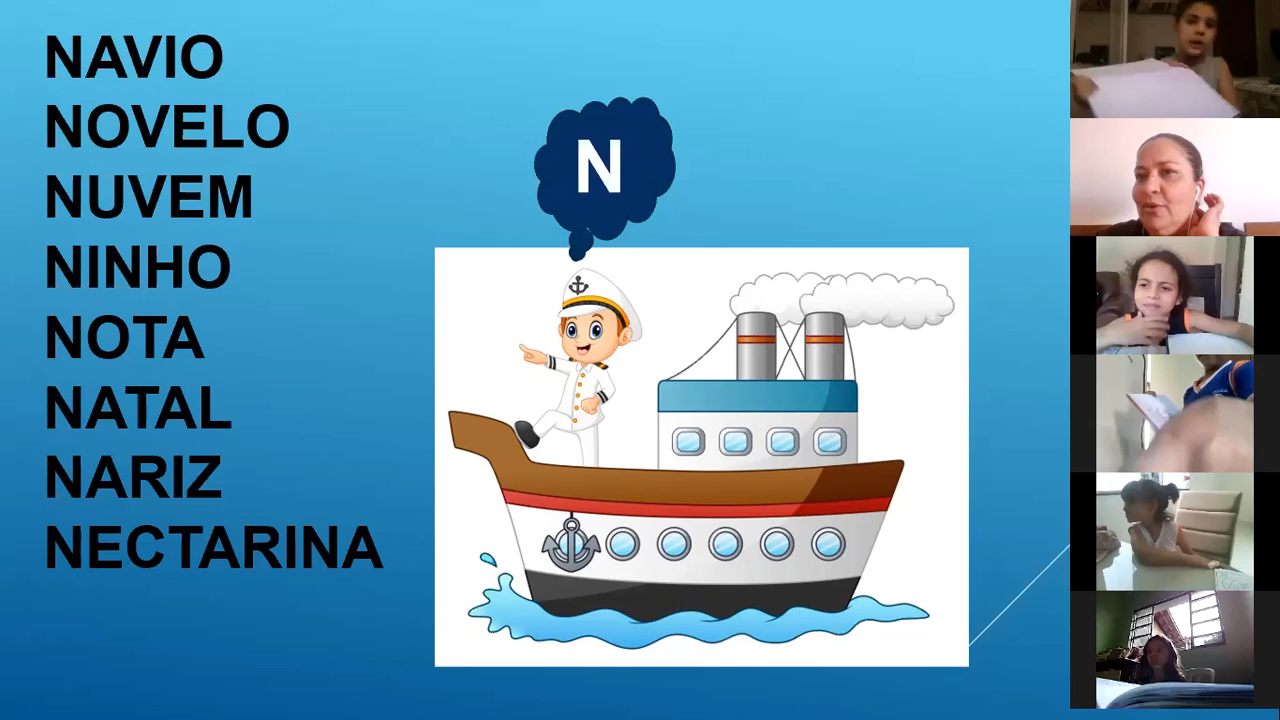 NAVIO
NOVELO
NUVEM
NINHO
NOTA
NATAL
NARIZ
NECTARINA
N